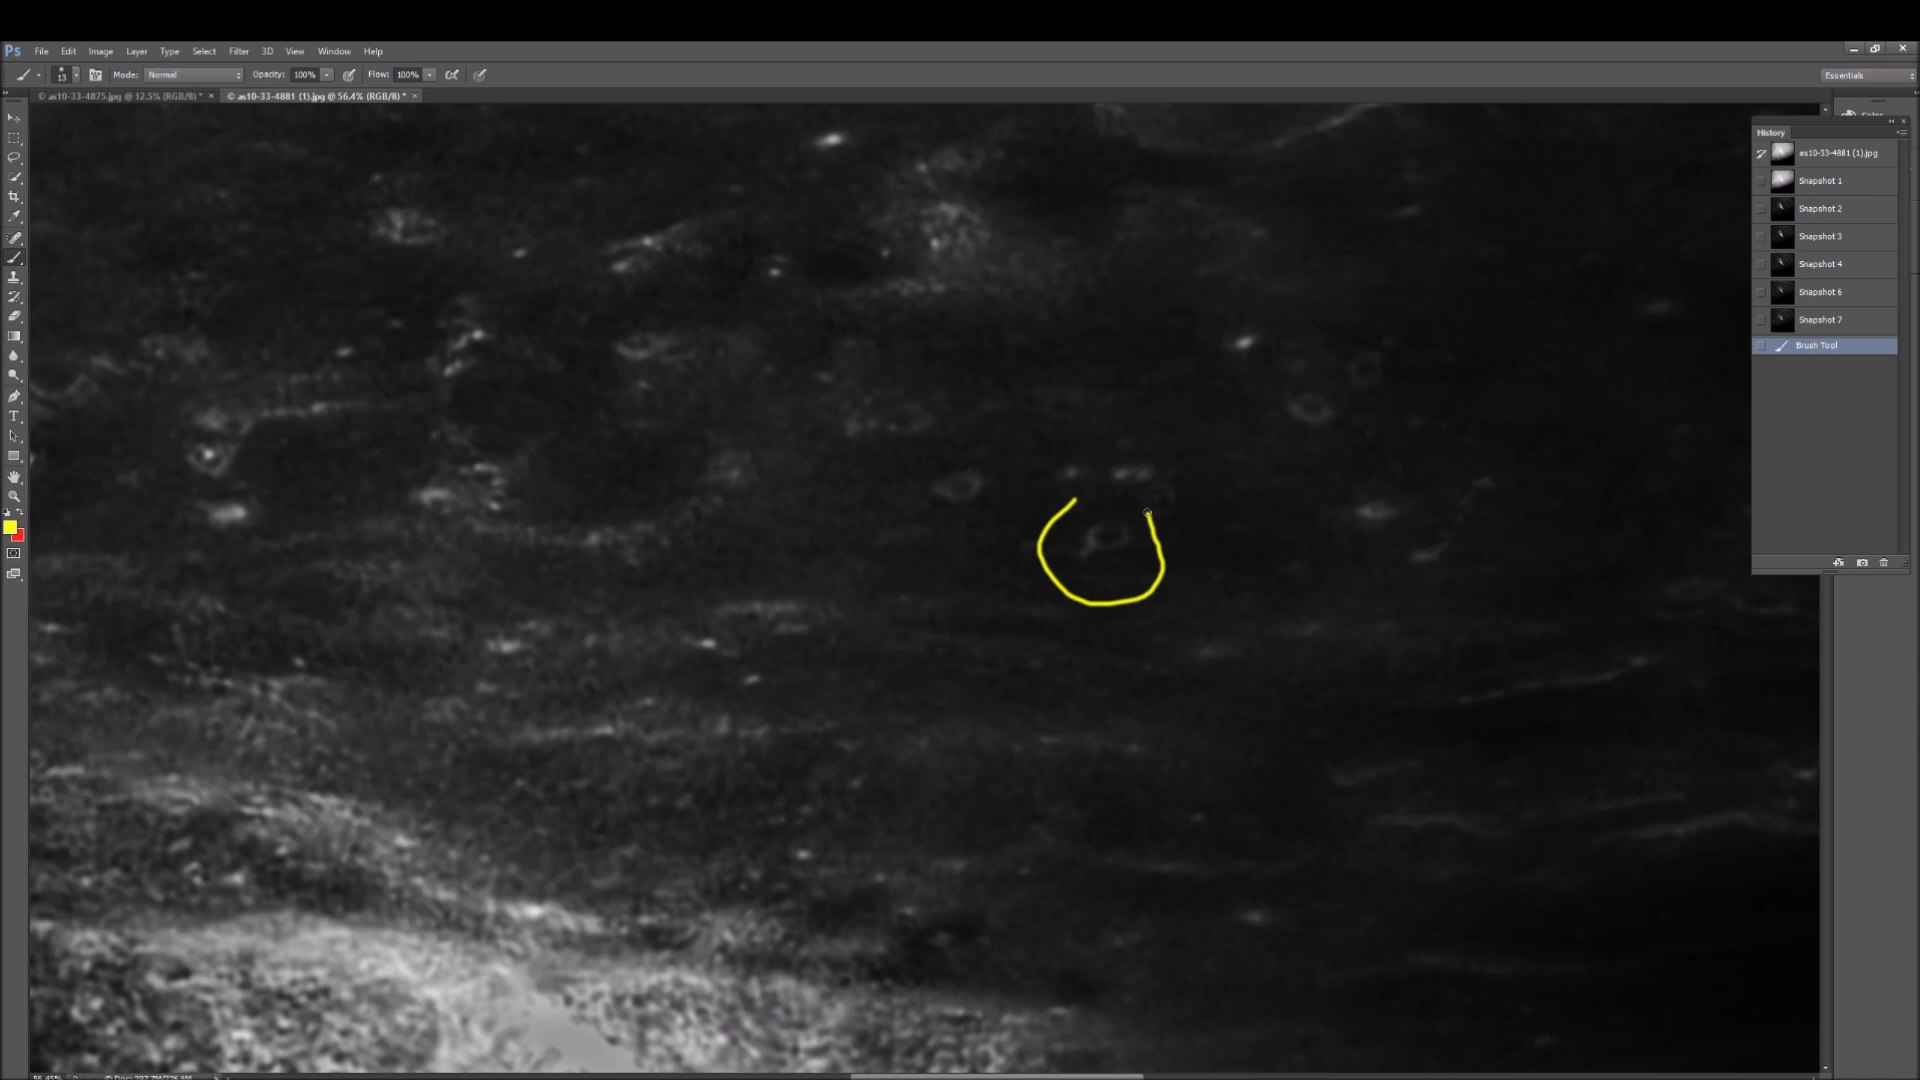 Ps File Edit Image Layer Type Select Filter 3D View Window Help
13 Mode: Normal Opacity: 100% Flow: 100% Essentials
© as10-33-4875.jpg @ 12.5% (RGB/8) * × © as10-33-4881 (1).jpg @ 56.4% (RGB/8) * ×
History
as10-33-4881 (1).jpg
Snapshot 1
Snapshot 2
Snapshot 3
Snapshot 4
Snapshot 6
Snapshot 7
Brush Tool